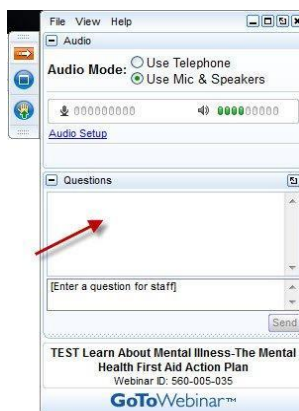 File View Help
Audio
Audio Mode: Use Telephone
Use Mic & Speakers
Audio Setup
Questions
[Enter a question for staff]
Send
TEST Learn About Mental Illness-The Mental
Health First Aid Action Plan
Webinar ID: 560-005-035
GoToWebinar™